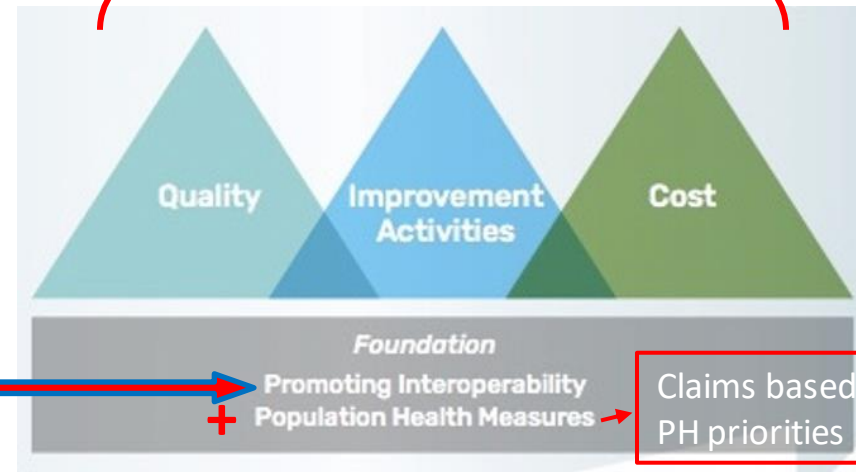 Quality
Improvement
Activities
Cost
Foundation
Promoting Interoperability
+ Population Health Measures
Claims based
PH priorities